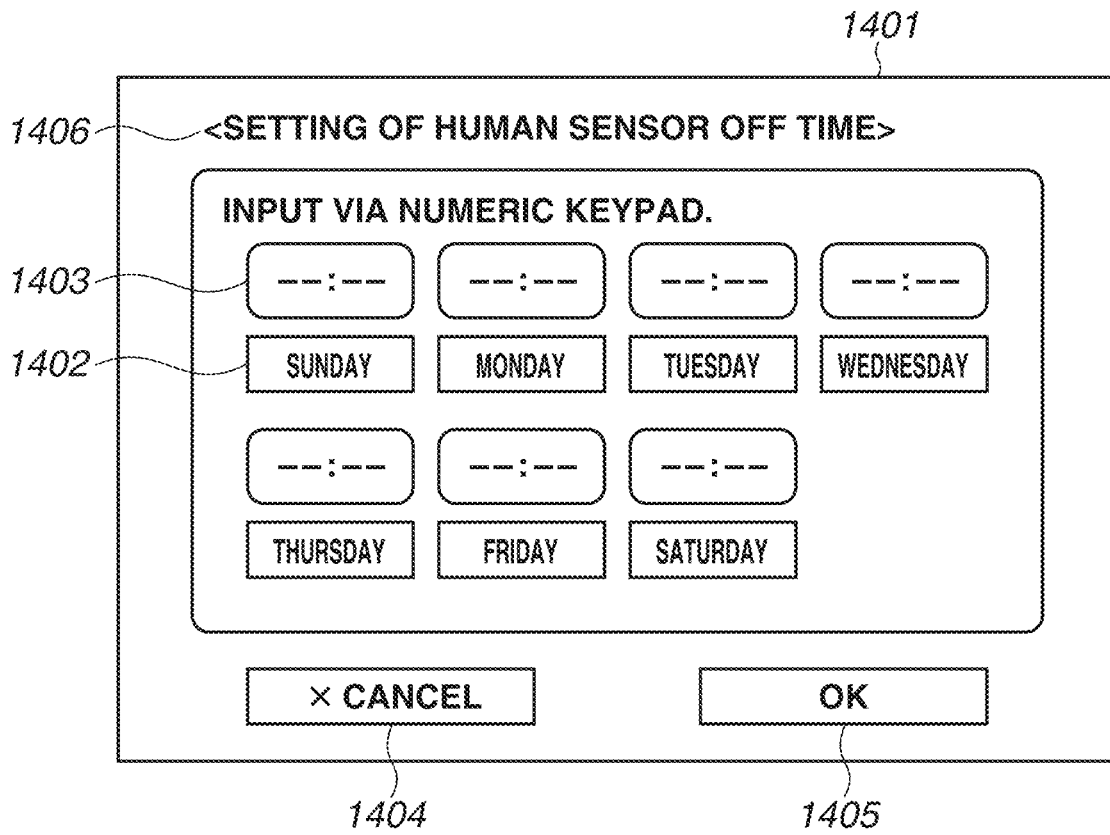 1401
1406 <SETTING OF HUMAN SENSOR OFF TIME>
INPUT VIA NUMERIC KEYPAD.
1403 --:-- --:-- --:-- --:--
1402 SUNDAY MONDAY TUESDAY WEDNESDAY
--:-- --:-- --:--
THURSDAY FRIDAY SATURDAY
× CANCEL OK
1404 1405